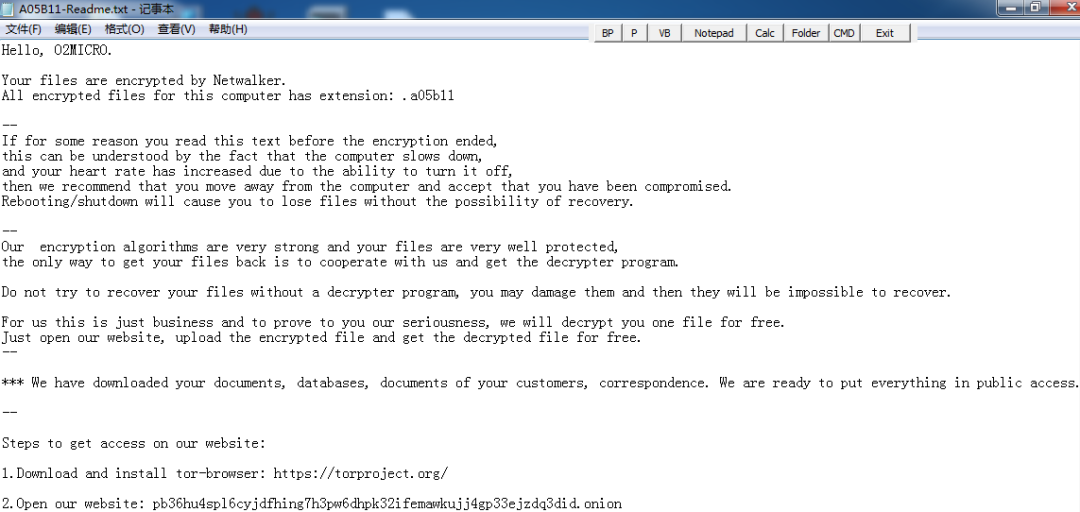 A05B11-Readme.txt - 记事本
文件(F) 编辑(E) 格式(O) 查看(V) 帮助(H)
BP P VB Notepad Calc Folder CMD Exit
Hello, O2MICRO.
Your files are encrypted by Netwalker.
All encrypted files for this computer has extension: .a05b11
--
If for some reason you read this text before the encryption ended,
this can be understood by the fact that the computer slows down,
and your heart rate has increased due to the ability to turn it off,
then we recommend that you move away from the computer and accept that you have been compromised.
Rebooting/shutdown will cause you to lose files without the possibility of recovery.
--
Our  encryption algorithms are very strong and your files are very well protected,
the only way to get your files back is to cooperate with us and get the decrypter program.
Do not try to recover your files without a decrypter program, you may damage them and then they will be impossible to recover.
For us this is just business and to prove to you our seriousness, we will decrypt you one file for free.
Just open our website, upload the encrypted file and get the decrypted file for free.
--
*** We have downloaded your documents, databases, documents of your customers, correspondence. We are ready to put everything in public access.
--
Steps to get access on our website:
1.Download and install tor-browser: https://torproject.org/
2.Open our website: pb36hu4spl6cyjdfhing7h3pw6dhpk32ifemawkujj4gp33ejzdq3did.onion